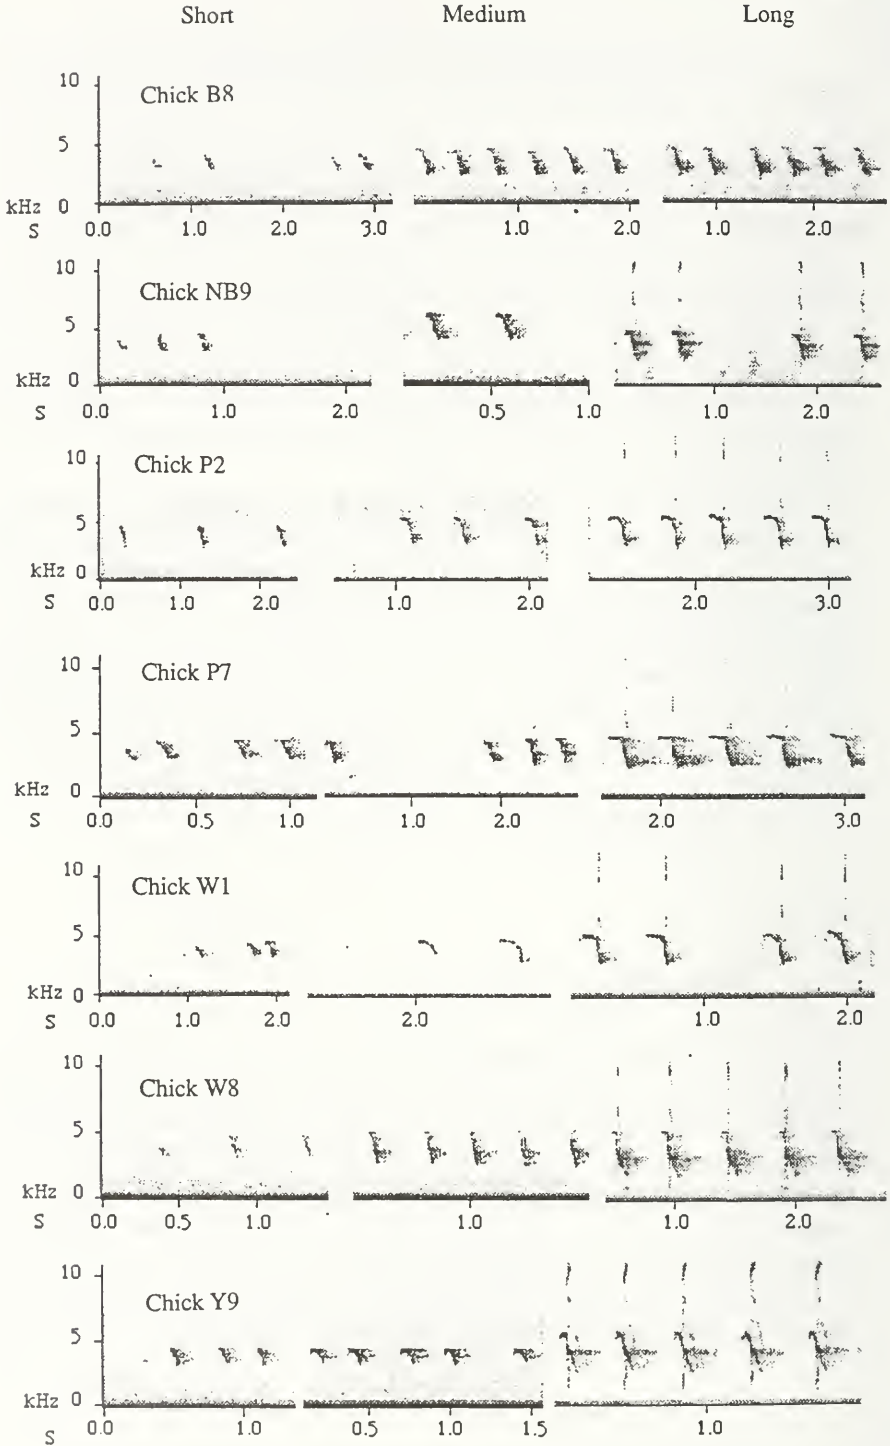 Short Medium Long
10
Chick B8
5
kHz 0
S 0.0 1.0 2.0 3.0 1.0 2.0 1.0 2.0
10
Chick NB9
5
kHz 0
S 0.0 1.0 2.0 0.5 1.0 1.0 2.0
10
Chick P2
5
kHz 0
S 0.0 1.0 2.0 1.0 2.0 2.0 3.0
10
Chick P7
5
kHz 0
S 0.0 0.5 1.0 1.0 2.0 2.0 3.0
10
Chick W1
5
kHz 0
S 0.0 1.0 2.0 2.0 1.0 2.0
10
Chick W8
5
kHz 0
S 0.0 0.5 1.0 1.0 1.0 2.0
10
Chick Y9
5
kHz 0
S 0.0 1.0 0.5 1.0 1.5 1.0